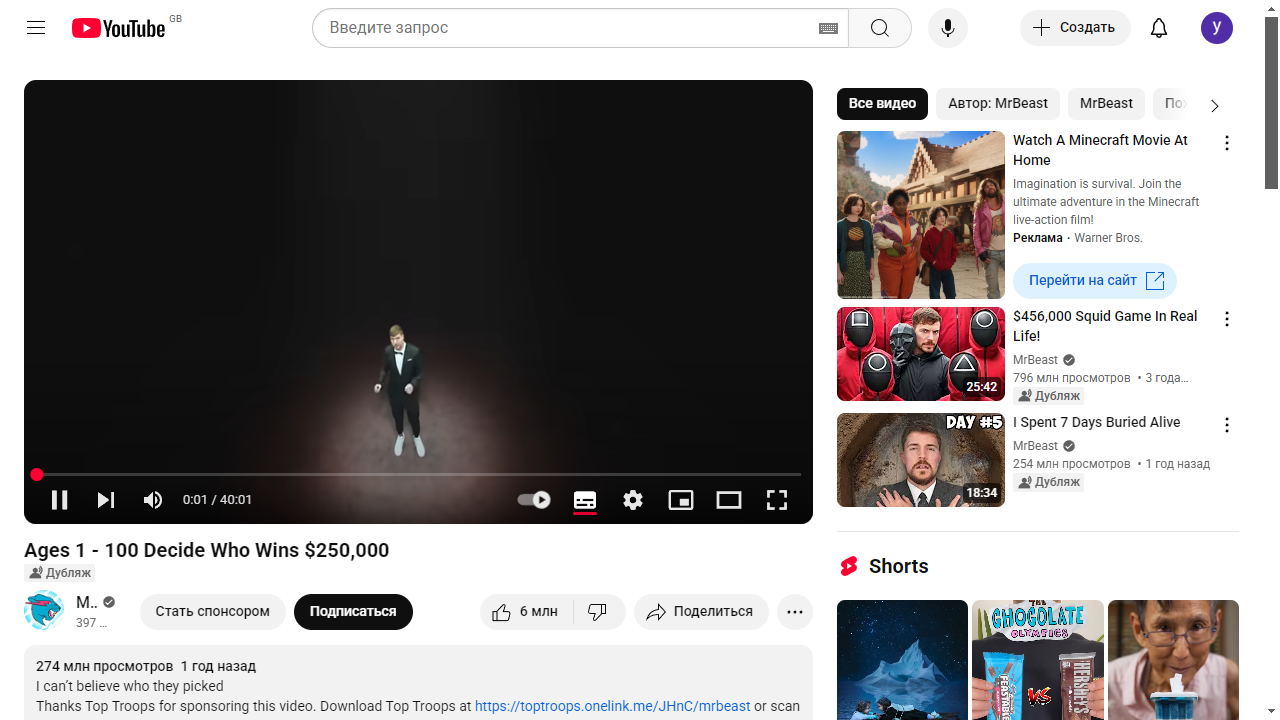 YouTube GB
Введите запрос
Создать
y
Все видео
Автор: MrBeast
MrBeast
Watch A Minecraft Movie At
Home
Imagination is survival. Join the
ultimate adventure in the Minecraft
live-action film!
Реклама · Warner Bros.
Перейти на сайт
$456,000 Squid Game In Real
Life!
MrBeast
796 млн просмотров • 3 года…
Дубляж
25:42
I Spent 7 Days Buried Alive
MrBeast
254 млн просмотров • 1 год назад
Дубляж
DAY #5
18:34
Shorts
CHOCOLATE
OLYMPICS
FEASTABLES
VS
HERSHEY'S
0:01 / 40:01
Ages 1 - 100 Decide Who Wins $250,000
Дубляж
M..
397 ...
Стать спонсором
Подписаться
6 млн
Поделиться
274 млн просмотров 1 год назад
I can't believe who they picked
Thanks Top Troops for sponsoring this video Download Top Troops at https://toptroops.onelink.me/JHnC/mrbeast or scan